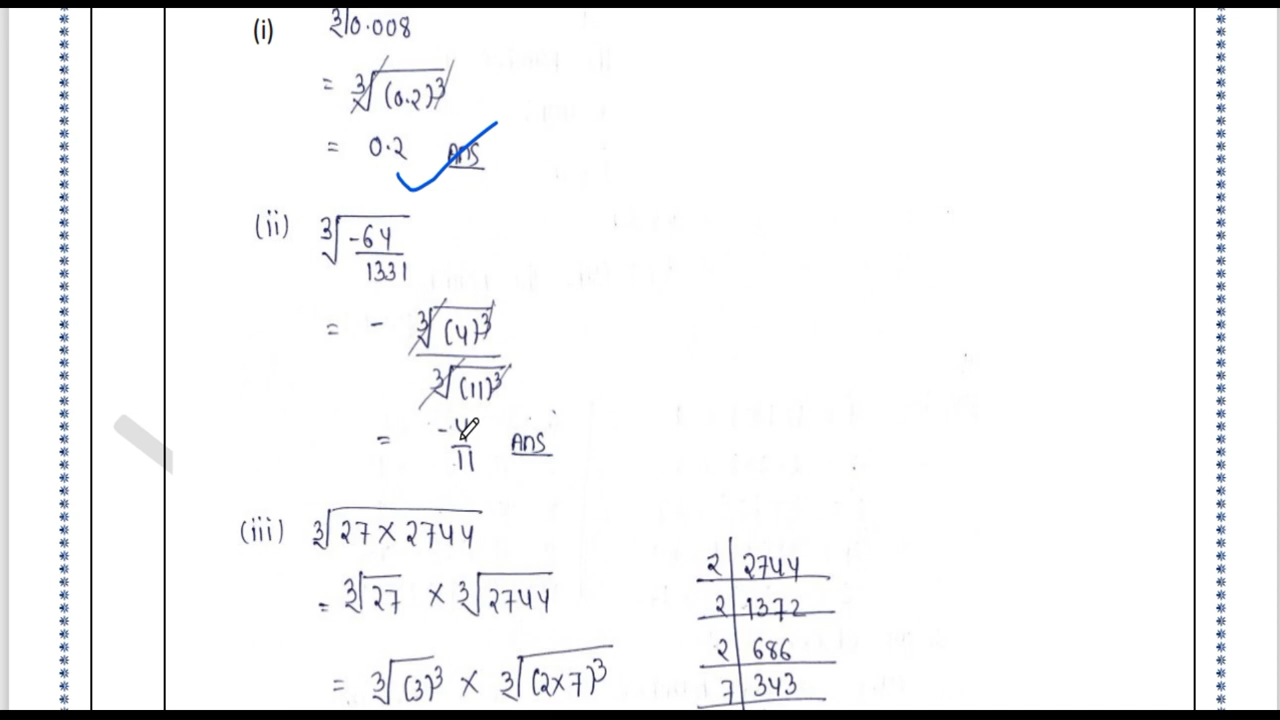 (i) ∛0.008
= ∛(0.2)³
= 0.2 Ans
(ii) ∛-64/1331
= - ∛(4)³/∛(11)³
= -4/11 Ans
(iii) ∛27 × 2744
= ∛27 × ∛2744
= ∛(3)³ × ∛(2×7)³
2 | 2744
2 | 1372
2 | 686
7 | 343